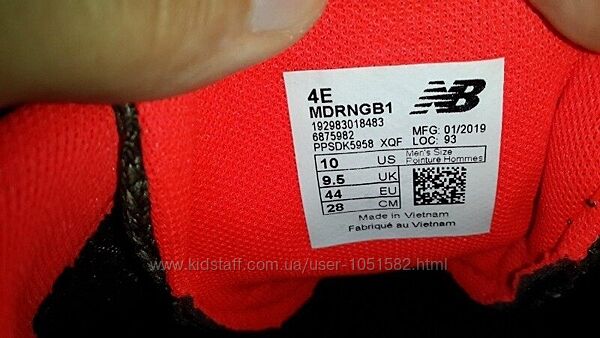 4E
MDRNGB1
192983018483
6875982
PPSDK5958 XQF
NB
MFG: 01/2019
LOC: 93
10 US Men's Size
Pointure Hommes
9.5 UK
44 EU
28 CM
Made in Vietnam
Fabriqué au Vietnam
www.kidstaff.com.ua/user-1051582.html